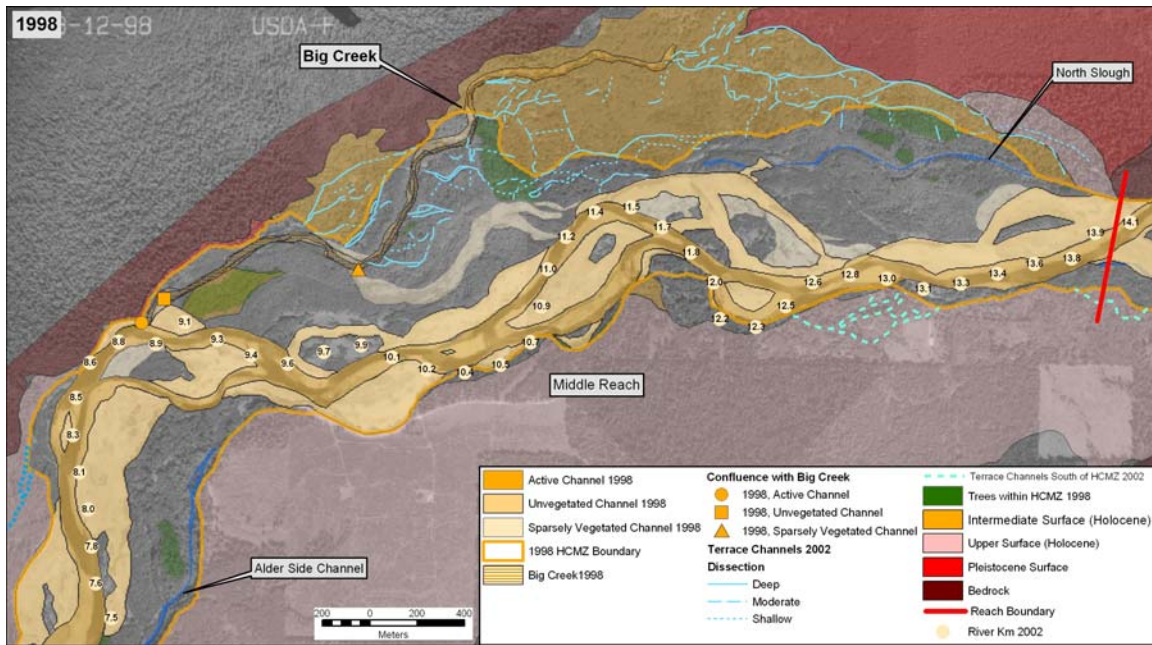 1998
-12-98
USDA-F
Big Creek
North Slough
14.1
13.9
11.5
11.4
11.7
11.2
11.8
13.8
13.6
11.0
12.0
12.6
12.8
13.0
13.1
13.3
13.4
10.9
12.5
12.2
12.3
9.1
8.8
8.9
9.3
9.4
9.6
9.7
9.9
10.1
10.2
10.4
10.5
10.7
8.6
8.5
8.3
8.1
8.0
7.8
7.6
7.5
Middle Reach
Alder Side Channel
200 0 200 400
Meters
Active Channel 1998
Unvegetated Channel 1998
Sparsely Vegetated Channel 1998
1998 HCMZ Boundary
Big Creek1998
Confluence with Big Creek
1998, Active Channel
1998, Unvegetated Channel
1998, Sparsely Vegetated Channel
Terrace Channels 2002
Dissection
Deep
Moderate
Shallow
Terrace Channels South of HCMZ 2002
Trees within HCMZ 1998
Intermediate Surface (Holocene)
Upper Surface (Holocene)
Pleistocene Surface
Bedrock
Reach Boundary
River Km 2002